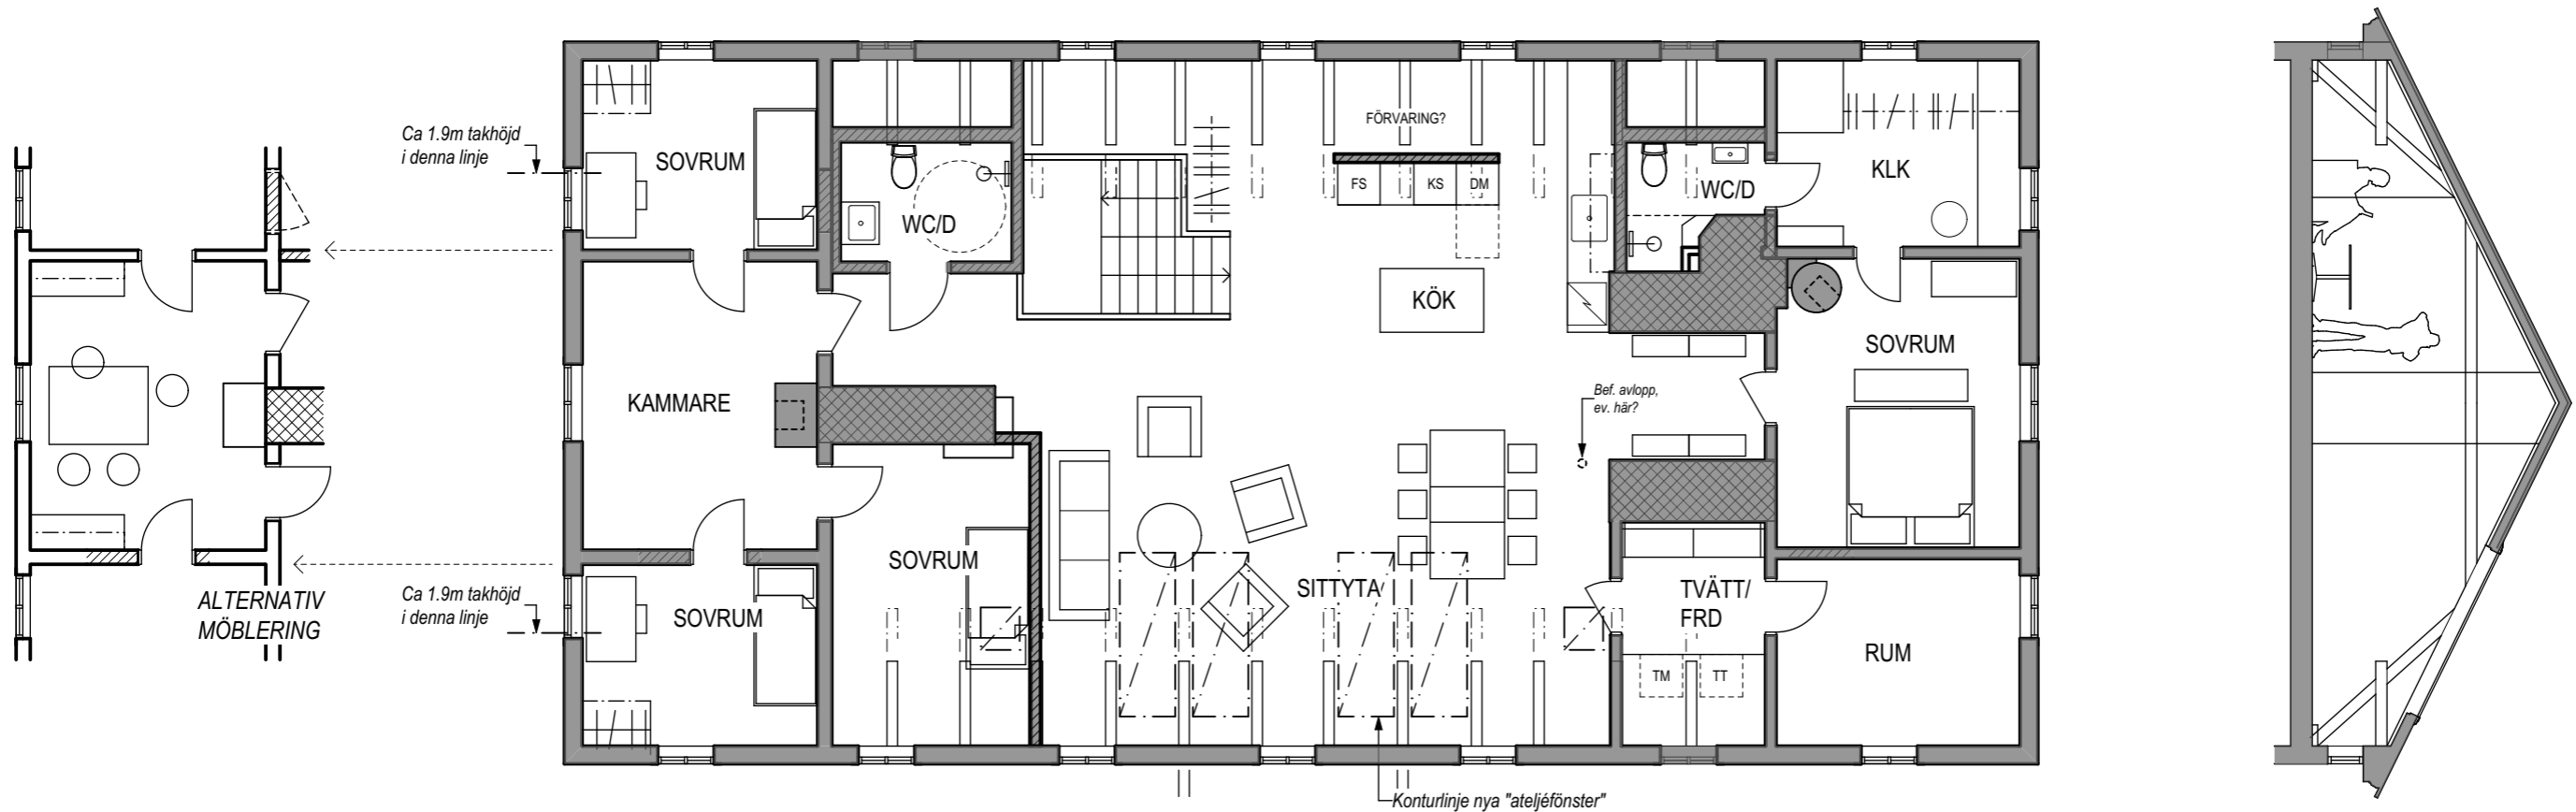 Ca 1.9m takhöjd
i denna linje
SOVRUM
WC/D
FÖRVARING?
FS
KS
DM
WC/D
KLK
KÖK
SOVRUM
KAMMARE
Bef. avlopp,
ev. här?
SOVRUM
SITTYTA
TVÄTT/
FRD
ALTERNATIV
MÖBLERING
Ca 1.9m takhöjd
i denna linje
SOVRUM
TM
TT
RUM
Konturlinje nya "ateljéfönster"